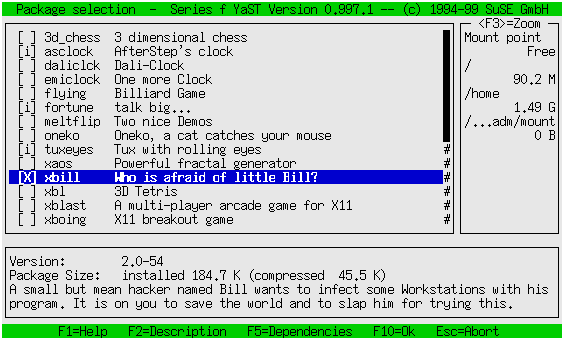 Package selection  -  Series f YaST Version 0.997.1 -- (c) 1994-99 SuSE GmbH
<F3>=Zoom
[ ] 3d_chess  3 dimensional chess
[i] asclock   AfterStep's clock
[ ] daliclck  Dali-Clock
[ ] emiclock  One more Clock
[ ] flying    Billiard Game
[i] fortune   talk big...
[ ] meltflip  Two nice Demos
[ ] oneko     Oneko, a cat catches your mouse
[i] tuxeyes   Tux with rolling eyes #
[ ] xaos      Powerful fractal generator #
[X] xbill     Who is afraid of little Bill? #
[ ] xbl       3D Tetris #
[ ] xblast    A multi-player arcade game for X11 #
[ ] xboing    X11 breakout game #
Mount point
Free
/
90.2 M
/home
1.49 G
/...adm/mount
0 B
Version:       2.0-54
Package Size:  installed 184.7 K (compressed  45.5 K)
A small but mean hacker named Bill wants to infect some Workstations with his
program. It is on you to save the world and to slap him for trying this.
F1=Help  F2=Description  F5=Dependencies  F10=Ok  Esc=Abort